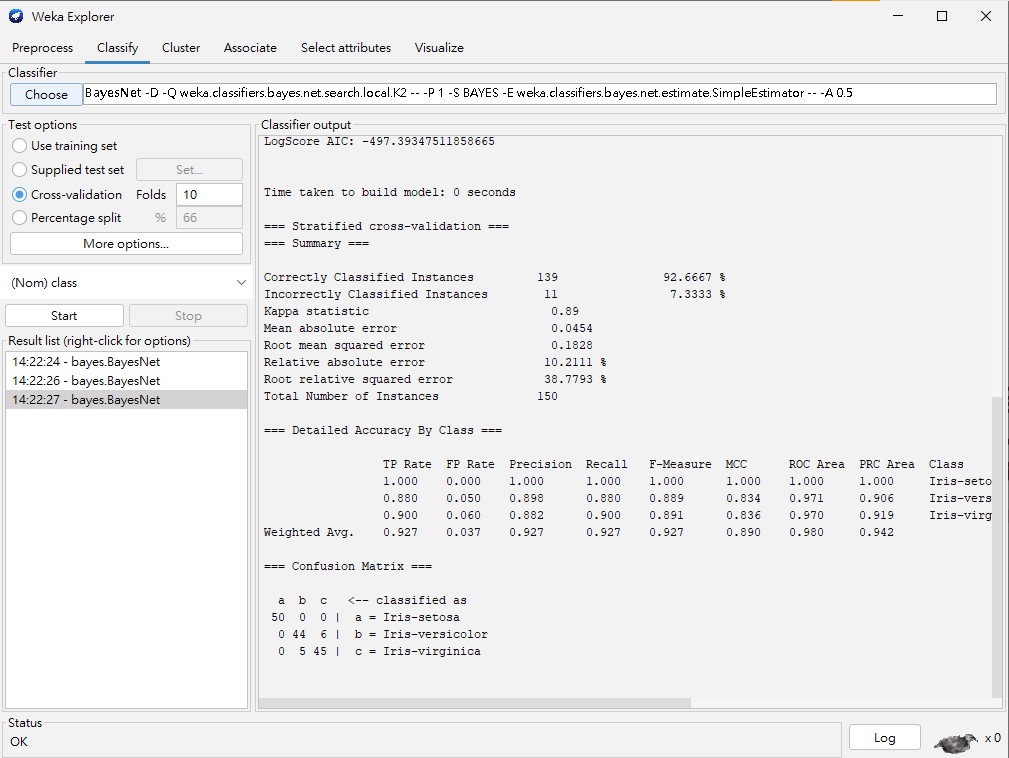 Weka Explorer
Preprocess Classify Cluster Associate Select attributes Visualize
Classifier
Choose BayesNet -D -Q weka.classifiers.bayes.net.search.local.K2 -- -P 1 -S BAYES -E weka.classifiers.bayes.net.estimate.SimpleEstimator -- -A 0.5
Test options
Use training set
Supplied test set Set...
Cross-validation Folds 10
Percentage split % 66
More options...
(Nom) class
Start Stop
Result list (right-click for options)
14:22:24 - bayes.BayesNet
14:22:26 - bayes.BayesNet
14:22:27 - bayes.BayesNet
Classifier output
LogScore AIC: -497.39347511858665
Time taken to build model: 0 seconds
=== Stratified cross-validation ===
=== Summary ===
Correctly Classified Instances 139 92.6667 %
Incorrectly Classified Instances 11 7.3333 %
Kappa statistic 0.89
Mean absolute error 0.0454
Root mean squared error 0.1828
Relative absolute error 10.2111 %
Root relative squared error 38.7793 %
Total Number of Instances 150
=== Detailed Accuracy By Class ===
TP Rate FP Rate Precision Recall F-Measure MCC ROC Area PRC Area Class
1.000 0.000 1.000 1.000 1.000 1.000 1.000 1.000 Iris-seto
0.880 0.050 0.898 0.880 0.889 0.834 0.971 0.906 Iris-vers
0.900 0.060 0.882 0.900 0.891 0.836 0.970 0.919 Iris-virg
Weighted Avg. 0.927 0.037 0.927 0.927 0.927 0.890 0.980 0.942
=== Confusion Matrix ===
a b c <-- classified as
50 0 0 | a = Iris-setosa
0 44 6 | b = Iris-versicolor
0 5 45 | c = Iris-virginica
Status
OK
Log x 0